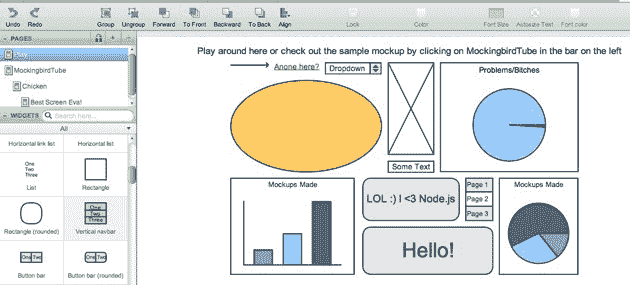 Undo Redo Group Ungroup Forward To Front Backward To Back Align Lock Color Font Size Autosize Text Font color
PAGES
MockingbirdTube
Chicken
Best Screen Eva!
WIDGETS Search here...
All
Horizontal link list Horizontal list
One
Two
Three
List Rectangle
One
Two
Three
Rectangle (rounded) Vertical navbar
One Two One Two
Button bar Button bar (rounded)
Play around here or check out the sample mockup by clicking on MockingbirdTube in the bar on the left
Anone here? Dropdown
Some Text
Problems/Bitches
Mockups Made
LOL :) I <3 Node.js
Page 1
Page 2
Page 3
Hello!
Mockups Made